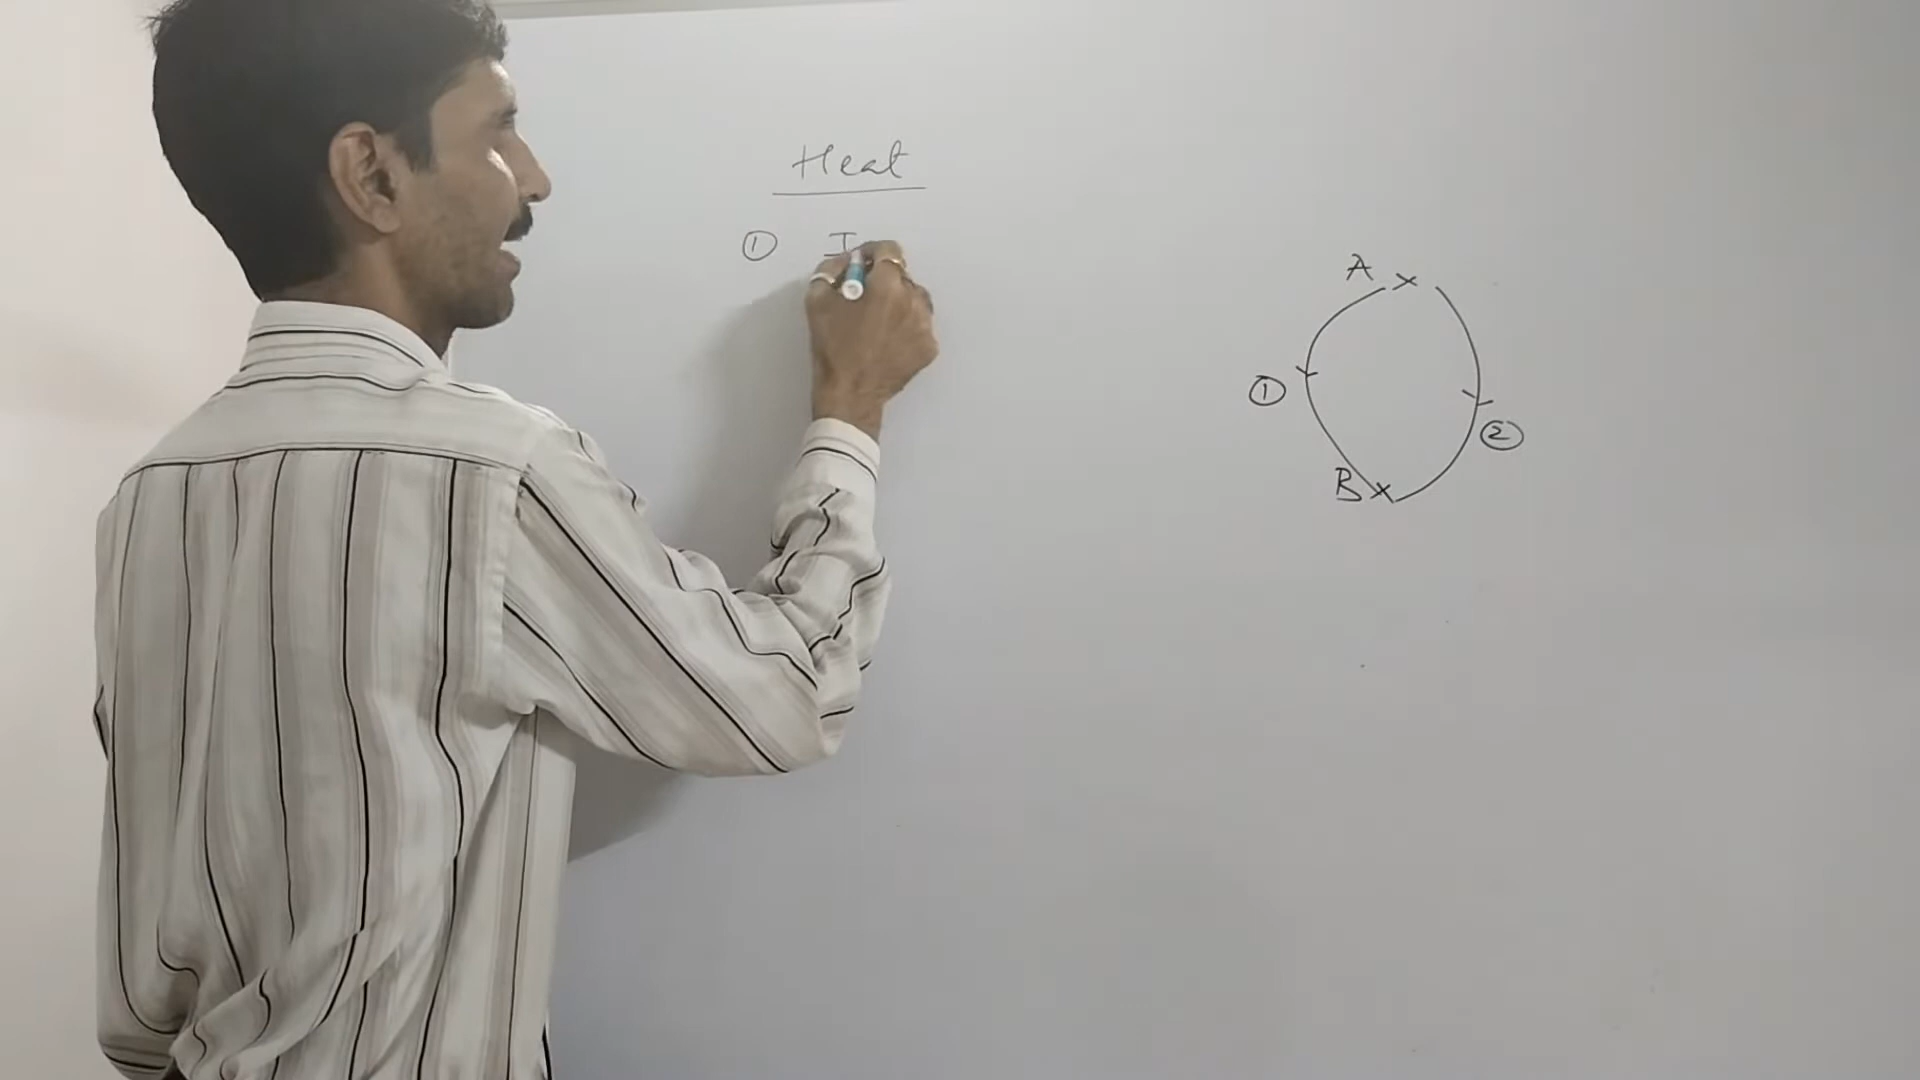 Heat
① I
A ×
①
②
B ×